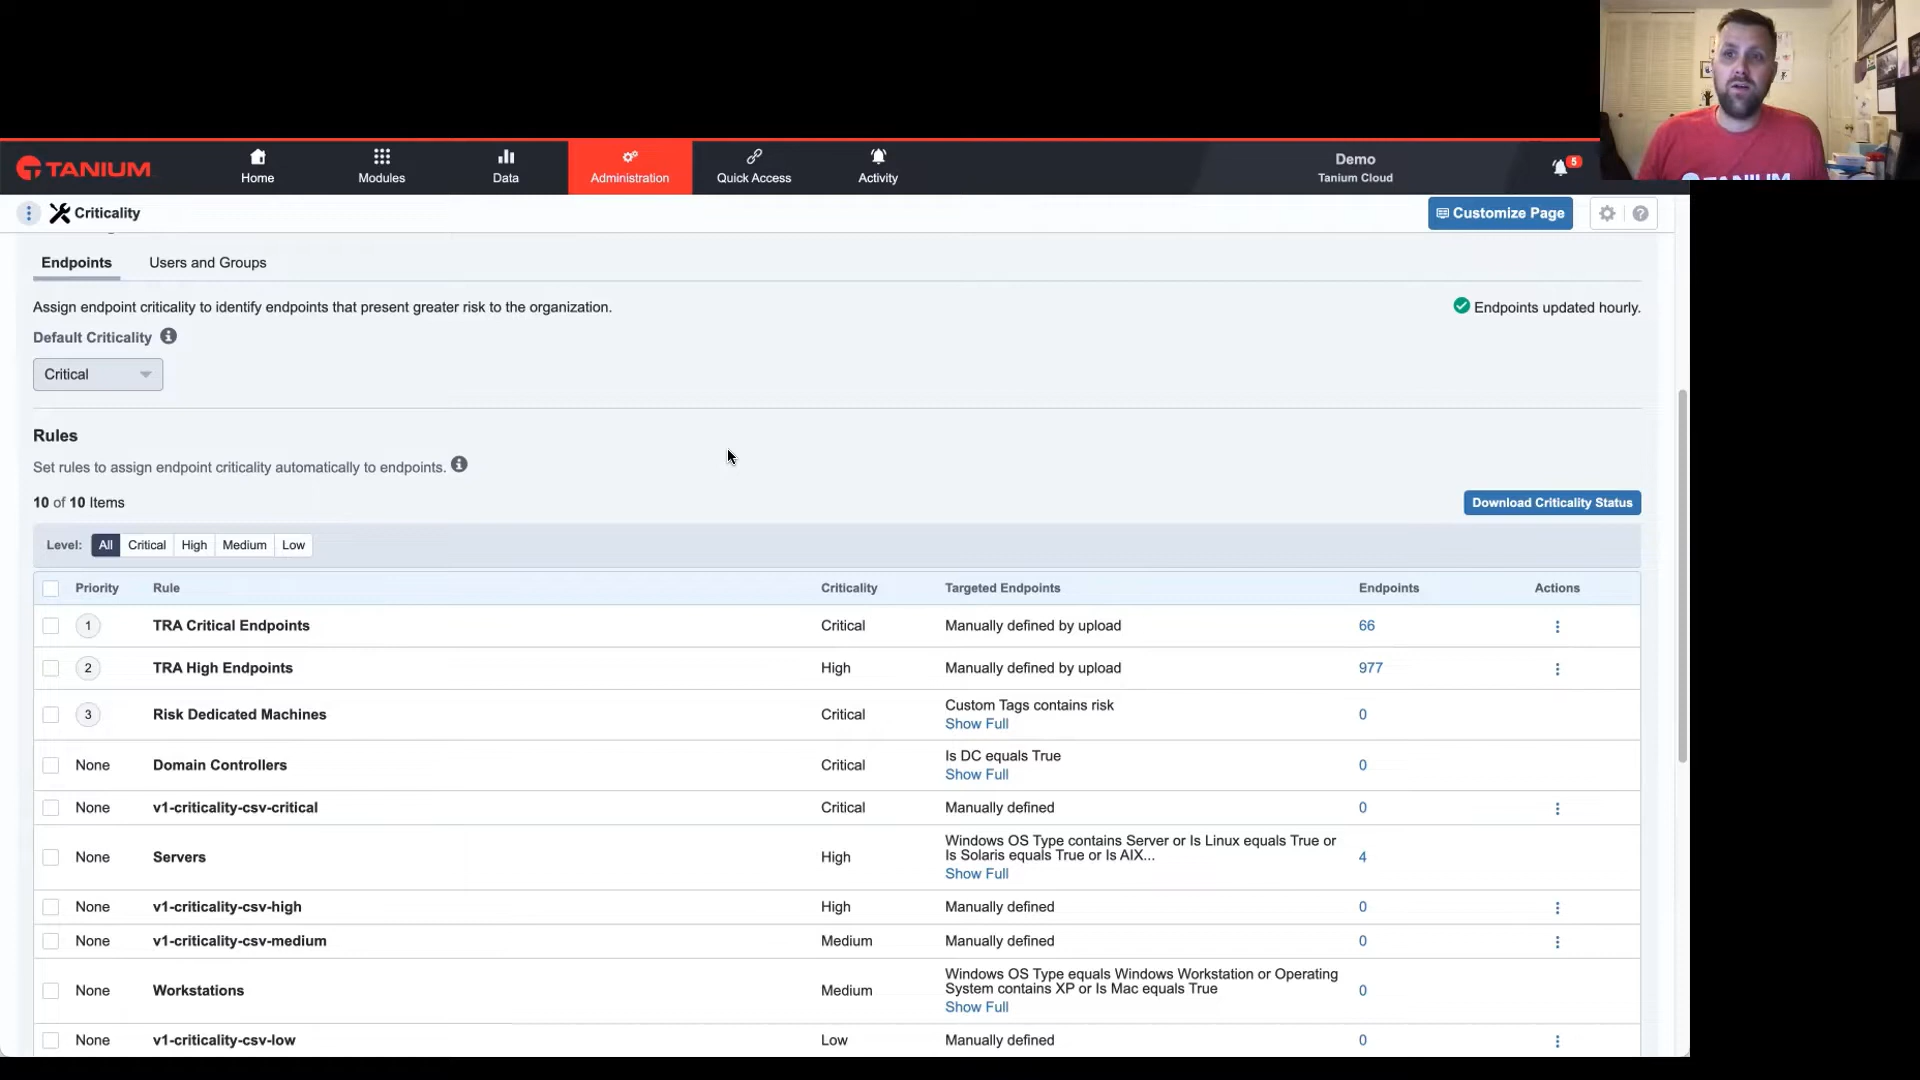 TANIUM
Home
Modules
Data
Administration
Quick Access
Activity
Demo
Tanium Cloud
5
TANIUM
Criticality
Customize Page
Endpoints
Users and Groups
Assign endpoint criticality to identify endpoints that present greater risk to the organization.
Endpoints updated hourly.
Default Criticality
Critical
Rules
Set rules to assign endpoint criticality automatically to endpoints.
10 of 10 Items
Download Criticality Status
Level: All Critical High Medium Low
Priority Rule Criticality Targeted Endpoints Endpoints Actions
1 TRA Critical Endpoints Critical Manually defined by upload 66
2 TRA High Endpoints High Manually defined by upload 977
3 Risk Dedicated Machines Critical Custom Tags contains risk 0
Show Full
None Domain Controllers Critical Is DC equals True 0
Show Full
None v1-criticality-csv-critical Critical Manually defined 0
None Servers High Windows OS Type contains Server or Is Linux equals True or 4
Is Solaris equals True or Is AIX...
Show Full
None v1-criticality-csv-high High Manually defined 0
None v1-criticality-csv-medium Medium Manually defined 0
None Workstations Medium Windows OS Type equals Windows Workstation or Operating 0
System contains XP or Is Mac equals True
Show Full
None v1-criticality-csv-low Low Manually defined 0